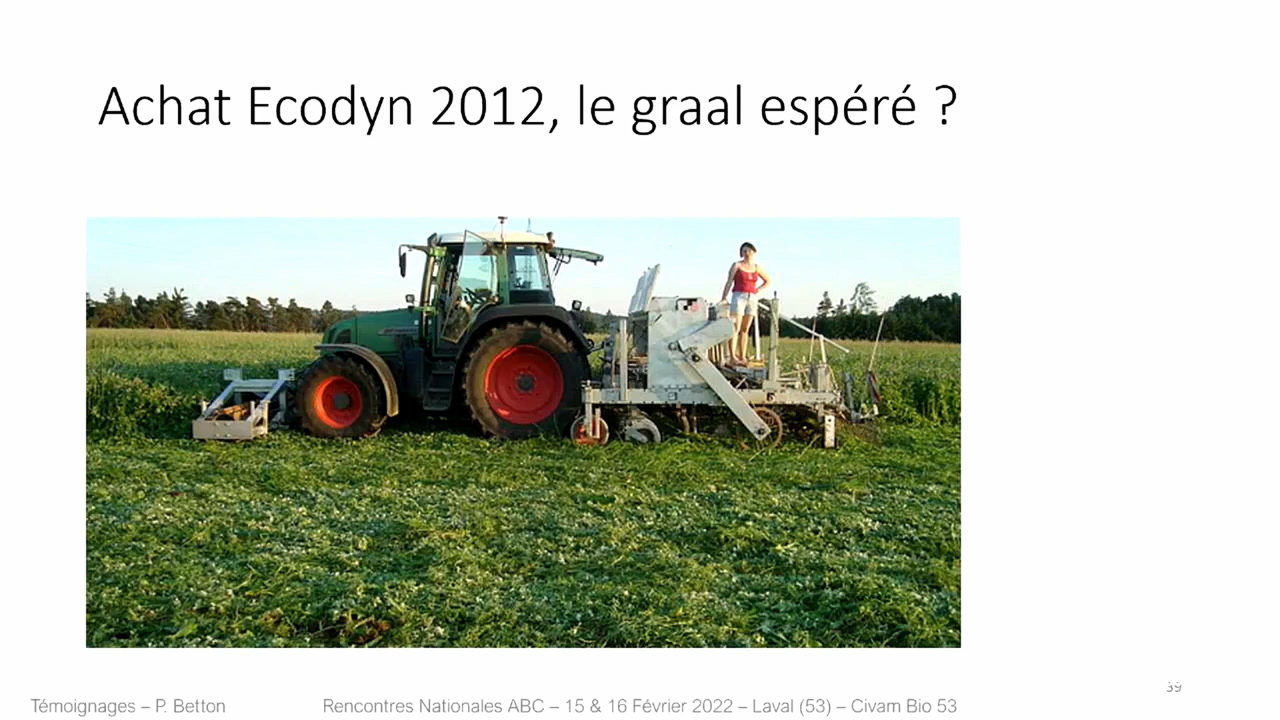 Achat Ecodyn 2012, le graal espéré ?
39
Témoignages – P. Betton
Rencontres Nationales ABC – 15 & 16 Février 2022 – Laval (53) – Civam Bio 53